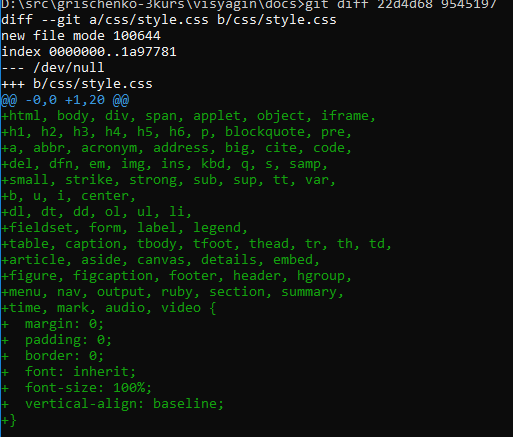 D:\src\grischenko-3kurs\visyagin\docs>git diff 22d4d68 9545197
diff --git a/css/style.css b/css/style.css
new file mode 100644
index 0000000..1a97781
--- /dev/null
+++ b/css/style.css
@@ -0,0 +1,20 @@
+html, body, div, span, applet, object, iframe,
+h1, h2, h3, h4, h5, h6, p, blockquote, pre,
+a, abbr, acronym, address, big, cite, code,
+del, dfn, em, img, ins, kbd, q, s, samp,
+small, strike, strong, sub, sup, tt, var,
+b, u, i, center,
+dl, dt, dd, ol, ul, li,
+fieldset, form, label, legend,
+table, caption, tbody, tfoot, thead, tr, th, td,
+article, aside, canvas, details, embed,
+figure, figcaption, footer, header, hgroup,
+menu, nav, output, ruby, section, summary,
+time, mark, audio, video {
+  margin: 0;
+  padding: 0;
+  border: 0;
+  font: inherit;
+  font-size: 100%;
+  vertical-align: baseline;
+}